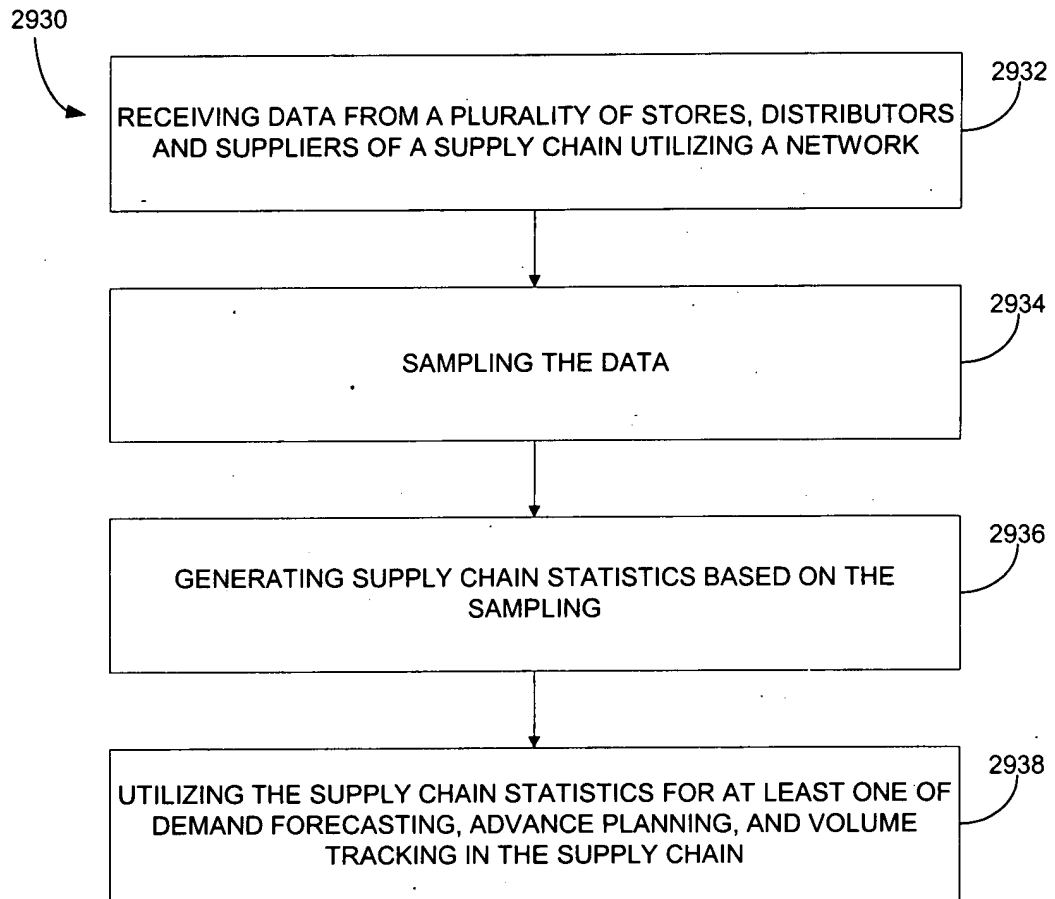 2930
2932
RECEIVING DATA FROM A PLURALITY OF STORES, DISTRIBUTORS
AND SUPPLIERS OF A SUPPLY CHAIN UTILIZING A NETWORK
2934
SAMPLING THE DATA
2936
GENERATING SUPPLY CHAIN STATISTICS BASED ON THE
SAMPLING
2938
UTILIZING THE SUPPLY CHAIN STATISTICS FOR AT LEAST ONE OF
DEMAND FORECASTING, ADVANCE PLANNING, AND VOLUME
TRACKING IN THE SUPPLY CHAIN